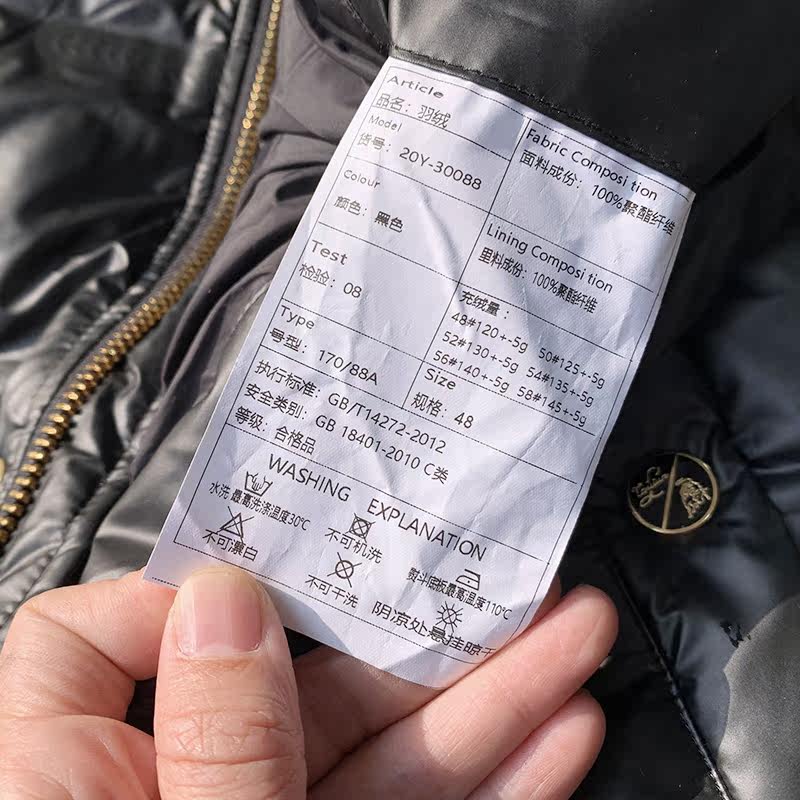 Article
品名：羽绒
Model
货号：20Y-30088
Colour
颜色：黑色
Test
检验：08
Type
号型：170/88A
Fabric Composition
面料成份：100%聚酯纤维
Lining Composition
里料成份：100%聚酯纤维
充绒量：
48#120+-5g 50#125+-5g
52#130+-5g 54#135+-5g
56#140+-5g 58#145+-5g
Size
规格：48
执行标准：GB/T14272-2012
安全类别：GB 18401-2010 C类
等级：合格品
WASHING EXPLANATION
水洗 最高洗涤温度30℃
不可机洗
熨斗底板最高温度110℃
不可漂白
不可干洗
阴凉处悬挂晾干